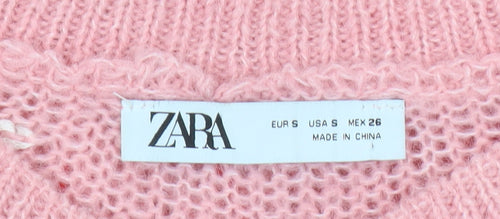 ZARA
EUR S USA S MEX 26
MADE IN CHINA